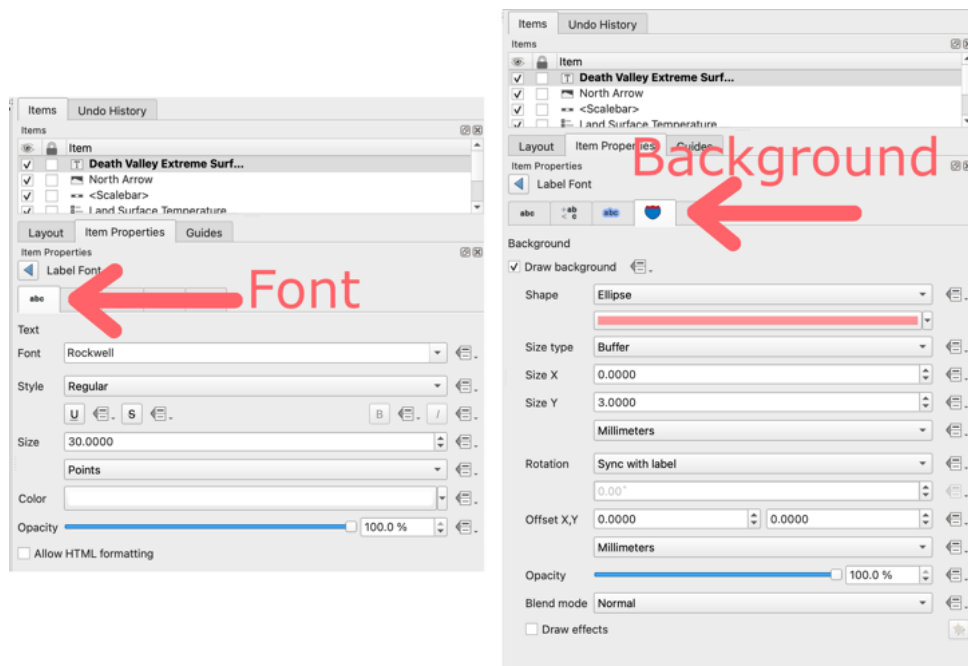 Items Undo History
Items
Item
T Death Valley Extreme Surf...
North Arrow
<Scalebar>
Land Surface Temperature
Layout Item Properties Guides
Item Properties
Label Font
abc
Font
Text
Font Rockwell
Style Regular
U S B I
Size 30.0000
Points
Color
Opacity 100.0 %
Allow HTML formatting
Items Undo History
Items
Item
T Death Valley Extreme Surf...
North Arrow
<Scalebar>
Land Surface Temperature
Layout Item Properties Guides
Background
Item Properties
Label Font
abc +ab < c abc
Background
Draw background
Shape Ellipse
Size type Buffer
Size X 0.0000
Size Y 3.0000
Millimeters
Rotation Sync with label
0.00°
Offset X,Y 0.0000 0.0000
Millimeters
Opacity 100.0 %
Blend mode Normal
Draw effects